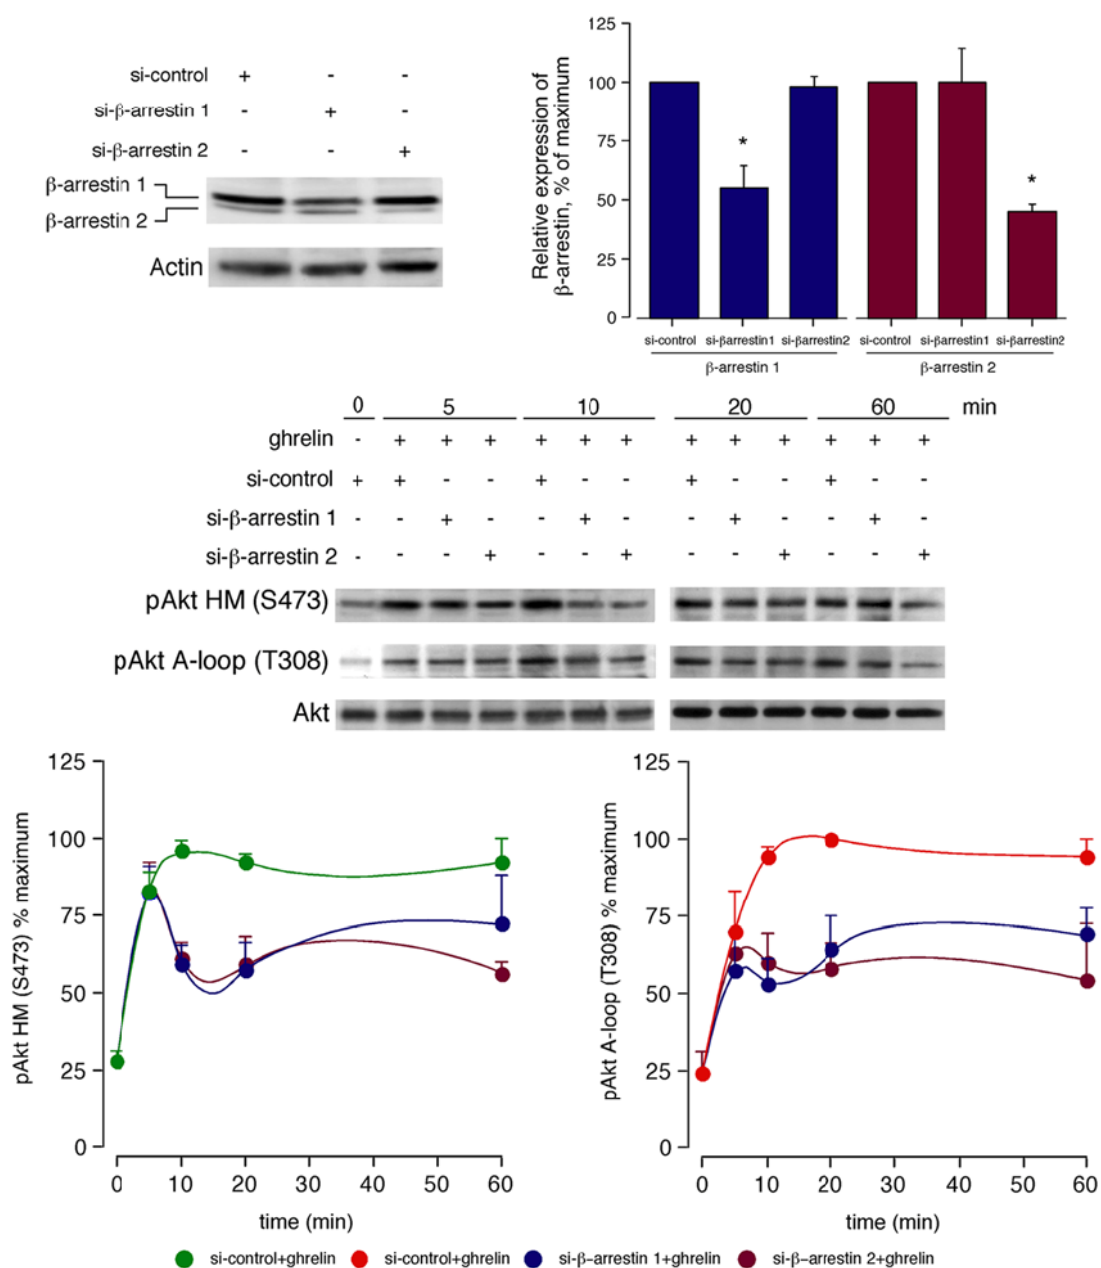 si-control + - -
si-β-arrestin 1 - + -
si-β-arrestin 2 - - +
β-arrestin 1
β-arrestin 2
Actin
Relative expression of
β-arrestin, % of maximum
125
100
75
50
25
0
*
*
si-control si-βarrestin1 si-βarrestin2 si-control si-βarrestin1 si-βarrestin2
β-arrestin 1 β-arrestin 2
0 5 10 20 60 min
ghrelin - + + + + + + + + + + + +
si-control + + - - + - - + - - + - -
si-β-arrestin 1 - - + - - + - - + - - + -
si-β-arrestin 2 - - - + - - + - - + - - +
pAkt HM (S473)
pAkt A-loop (T308)
Akt
pAkt HM (S473) % maximum
125
100
75
50
25
0
0 10 20 30 40 50 60
time (min)
pAkt A-loop (T308) % maximum
125
100
75
50
25
0
0 10 20 30 40 50 60
time (min)
si-control+ghrelin si-control+ghrelin si-β-arrestin 1+ghrelin si-β-arrestin 2+ghrelin